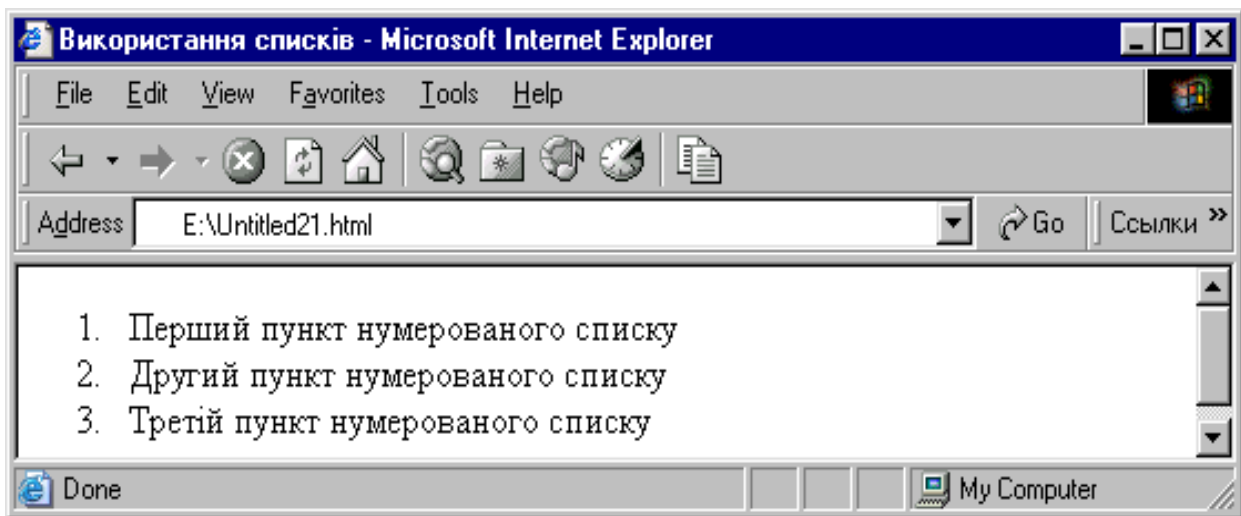 Використання списків - Microsoft Internet Explorer
File Edit View Favorites Tools Help
Address E:\Untitled21.html Go Ссылки »
1. Перший пункт нумерованого списку
2. Другий пункт нумерованого списку
3. Третій пункт нумерованого списку
Done My Computer